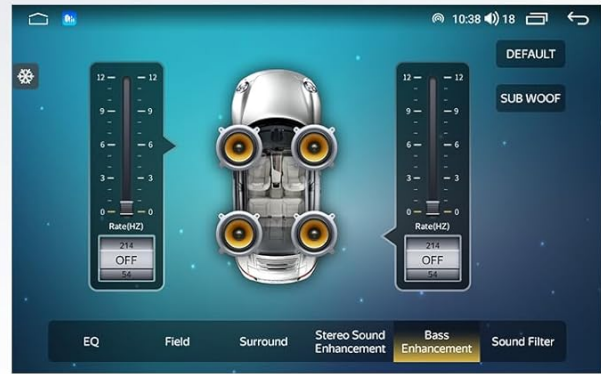 10:38 18
DEFAULT
SUB WOOF
12 12
9 9
6 6
3 3
0 0
Rate(HZ)
214
OFF
54
12 12
9 9
6 6
3 3
0 0
Rate(HZ)
214
OFF
54
EQ
Field
Surround
Stereo Sound
Enhancement
Bass
Enhancement
Sound Filter